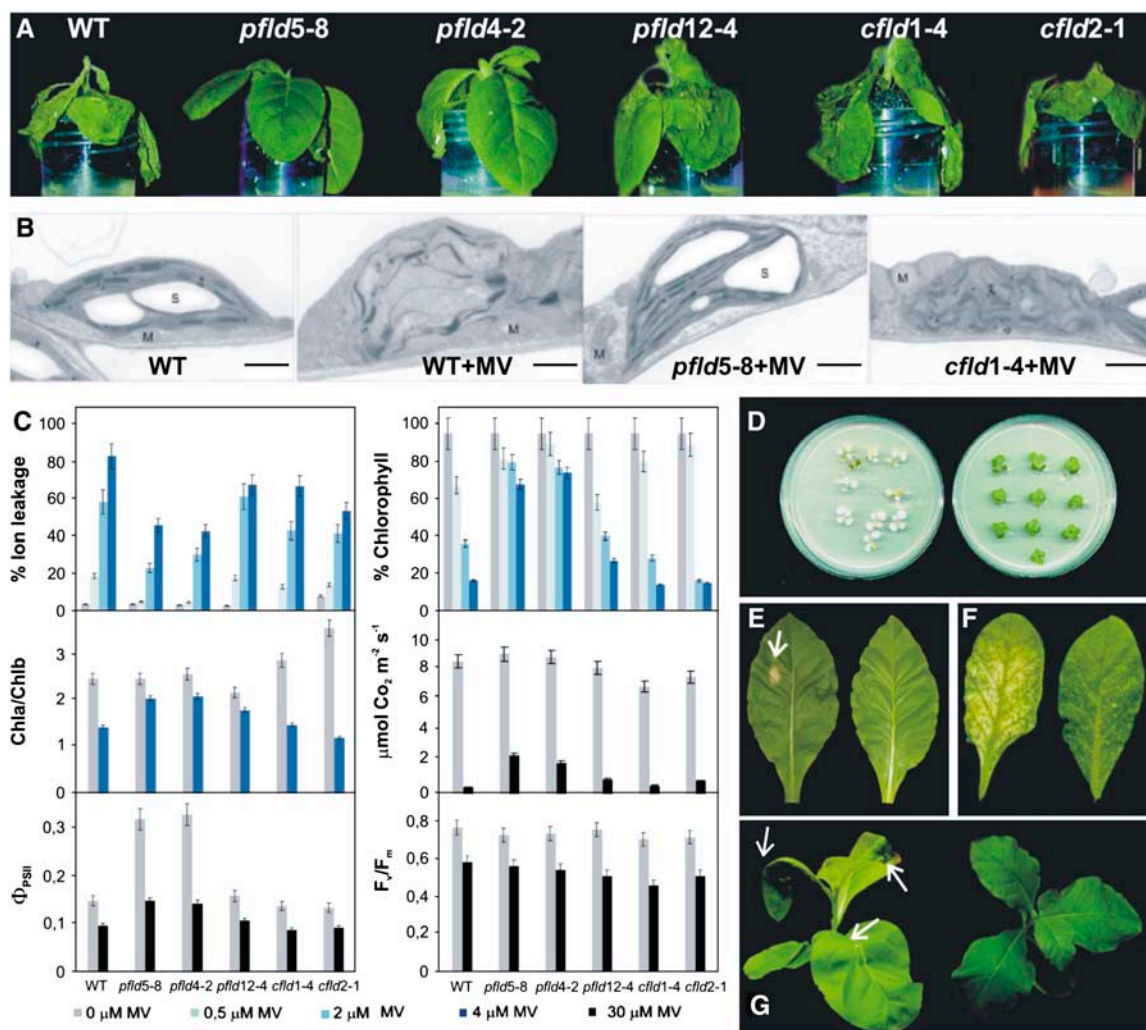 A
WT
pfld5-8
pfld4-2
pfld12-4
cfld1-4
cfld2-1
B
S
M
WT
M
WT+MV
S
M
pfld5-8+MV
M
cfld1-4+MV
C
% Ion leakage
100
80
60
40
20
0
% Chlorophyll
100
80
60
40
20
0
Chla/Chlb
3
2
1
µmol Co₂ m⁻² s⁻¹
10
8
6
4
2
0
ΦPSII
0,3
0,2
0,1
0
Fv/Fm
0,8
0,6
0,4
0,2
0
WT pfld5-8 pfld4-2 pfld12-4 cfld1-4 cfld2-1
WT pfld5-8 pfld4-2 pfld12-4 cfld1-4 cfld2-1
0 µM MV 0,5 µM MV 2 µM MV 4 µM MV 30 µM MV
D
E
F
G